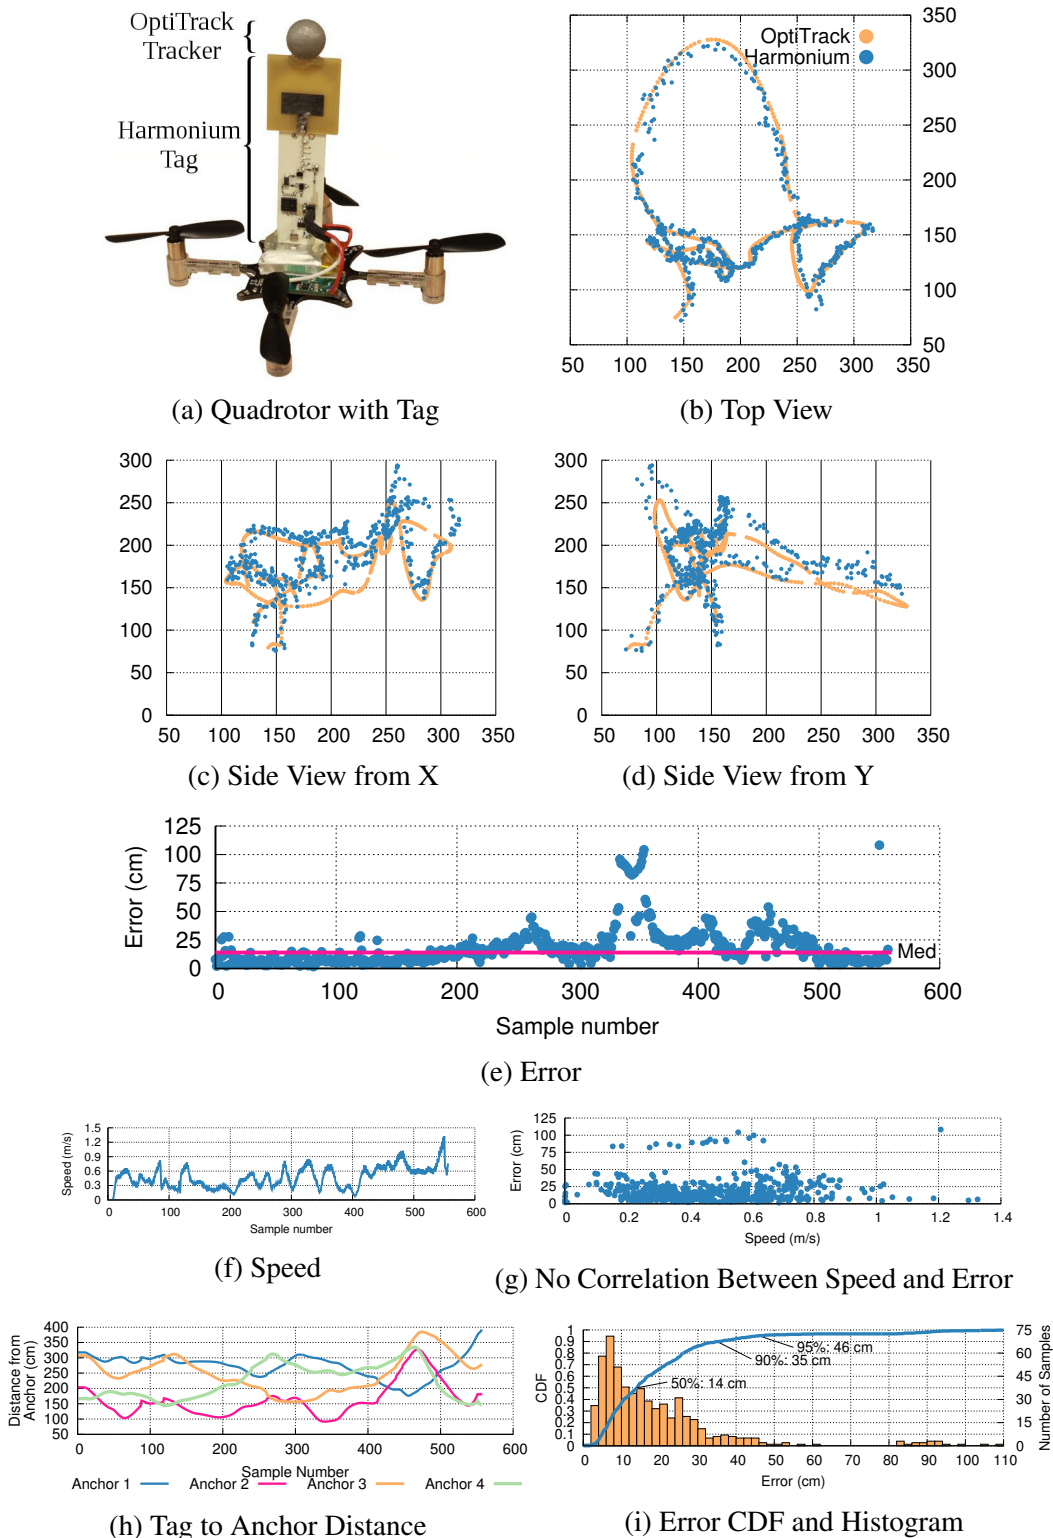 OptiTrack
Tracker
Harmonium
Tag
(a) Quadrotor with Tag
OptiTrack
Harmonium
350
300
250
200
150
100
50
50 100 150 200 250 300 350
(b) Top View
300
250
200
150
100
50
0
50 100 150 200 250 300 350
(c) Side View from X
300
250
200
150
100
50
0
50 100 150 200 250 300 350
(d) Side View from Y
Error (cm)
125
100
75
50
25
0
Med
0 100 200 300 400 500 600
Sample number
(e) Error
Speed (m/s)
1.5
1.2
0.9
0.6
0.3
0
0 100 200 300 400 500 600
Sample number
(f) Speed
Error (cm)
125
100
75
50
25
0
0 0.2 0.4 0.6 0.8 1 1.2 1.4
Speed (m/s)
(g) No Correlation Between Speed and Error
Distance from
Anchor (cm)
400
350
300
250
200
150
100
50
0 100 200 300 400 500 600
Sample Number
Anchor 1 Anchor 2 Anchor 3 Anchor 4
(h) Tag to Anchor Distance
CDF
1
0.9
0.8
0.7
0.6
0.5
0.4
0.3
0.2
0.1
0
95%: 46 cm
90%: 35 cm
50%: 14 cm
75
60
45
30
15
0
Number of Samples
0 10 20 30 40 50 60 70 80 90 100 110
Error (cm)
(i) Error CDF and Histogram